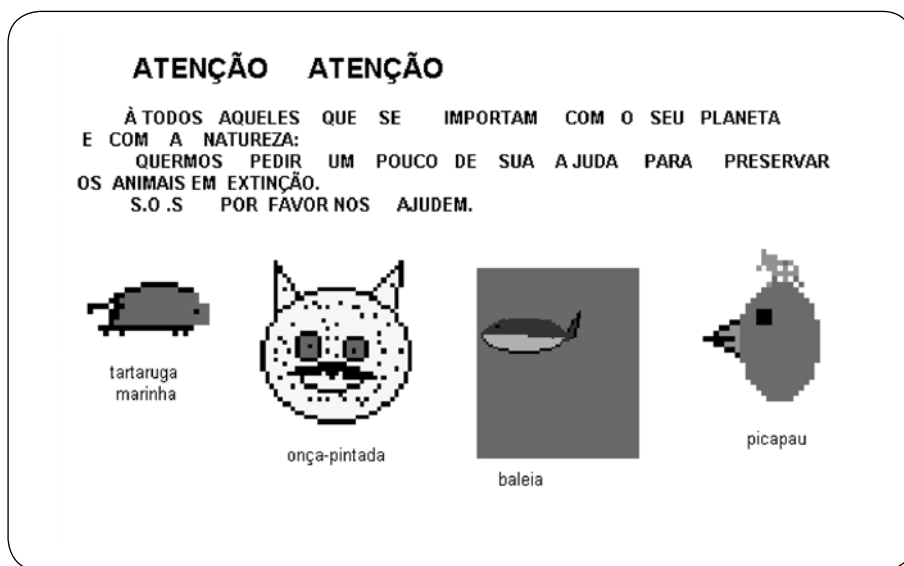 ATENÇÃO ATENÇÃO
À TODOS AQUELES QUE SE IMPORTAM COM O SEU PLANETA
E COM A NATUREZA:
QUERMOS PEDIR UM POUCO DE SUA AJUDA PARA PRESERVAR
OS ANIMAIS EM EXTINÇÃO.
S.O .S POR FAVOR NOS AJUDEM.
tartaruga
marinha
onça-pintada
baleia
picapau